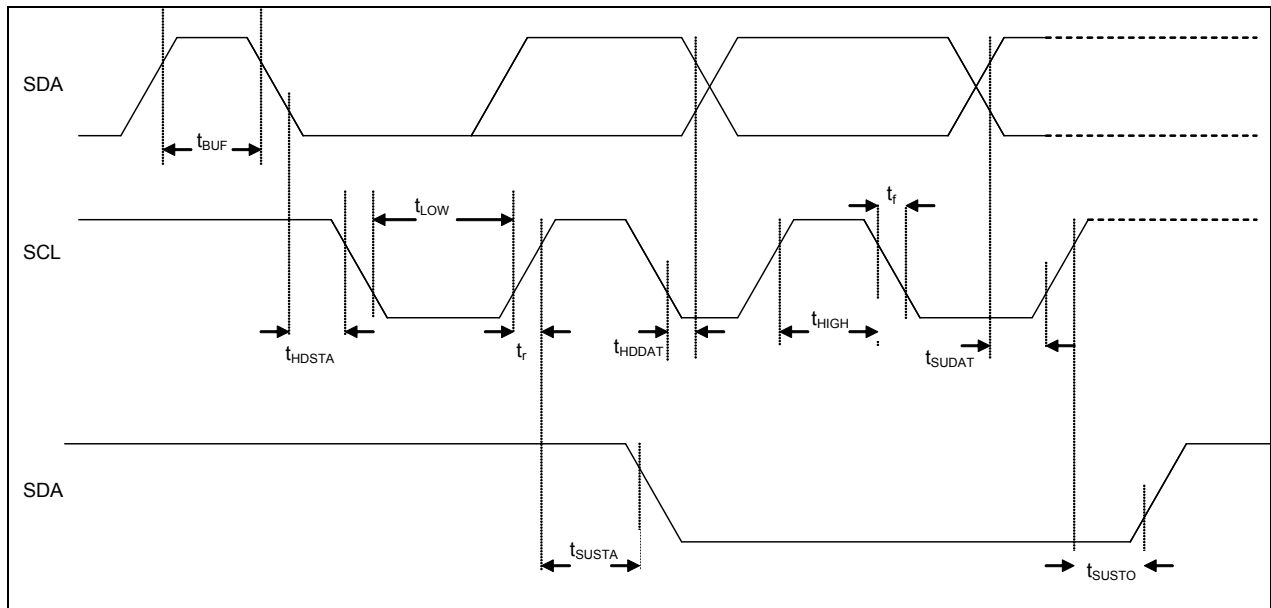 SDA
tBUF
tLOW
tf
SCL
tHDSTA
tr
tHDDAT
tHIGH
tSUDAT
SDA
tSUSTA
tSUSTO